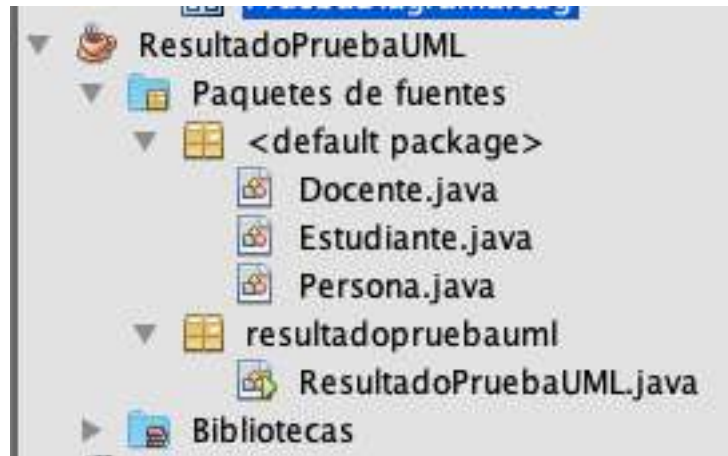 ResultadoPruebaUML
Paquetes de fuentes
<default package>
Docente.java
Estudiante.java
Persona.java
resultadopruebauml
ResultadoPruebaUML.java
Bibliotecas